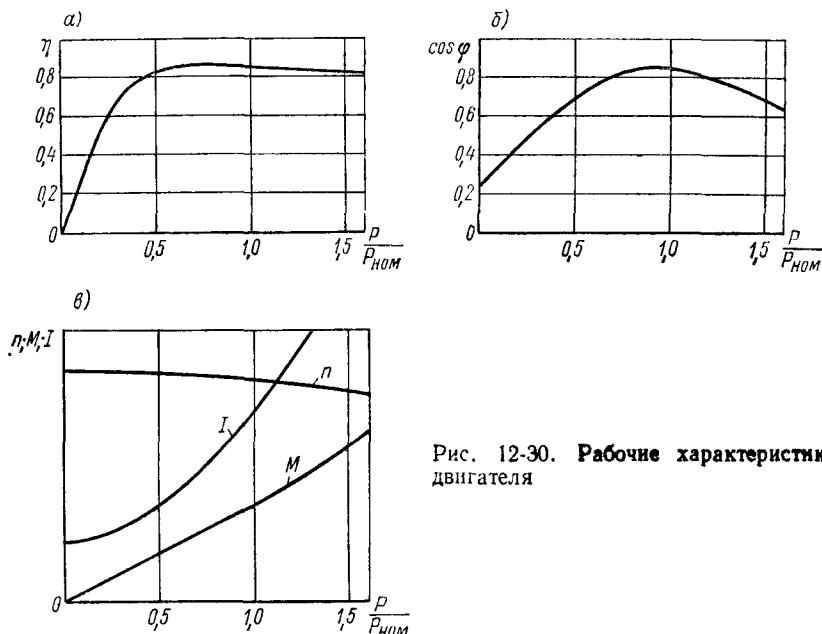 а)
η
0,8
0,6
0,4
0,2
0
0,5
1,0
1,5
P
Pном
б)
cos φ
0,8
0,6
0,4
0,2
0
0,5
1,0
1,5
P
Pном
в)
n; M; I
n
I
M
0
0,5
1,0
1,5
P
Pном
Рис. 12-30. Рабочие характеристик
двигателя